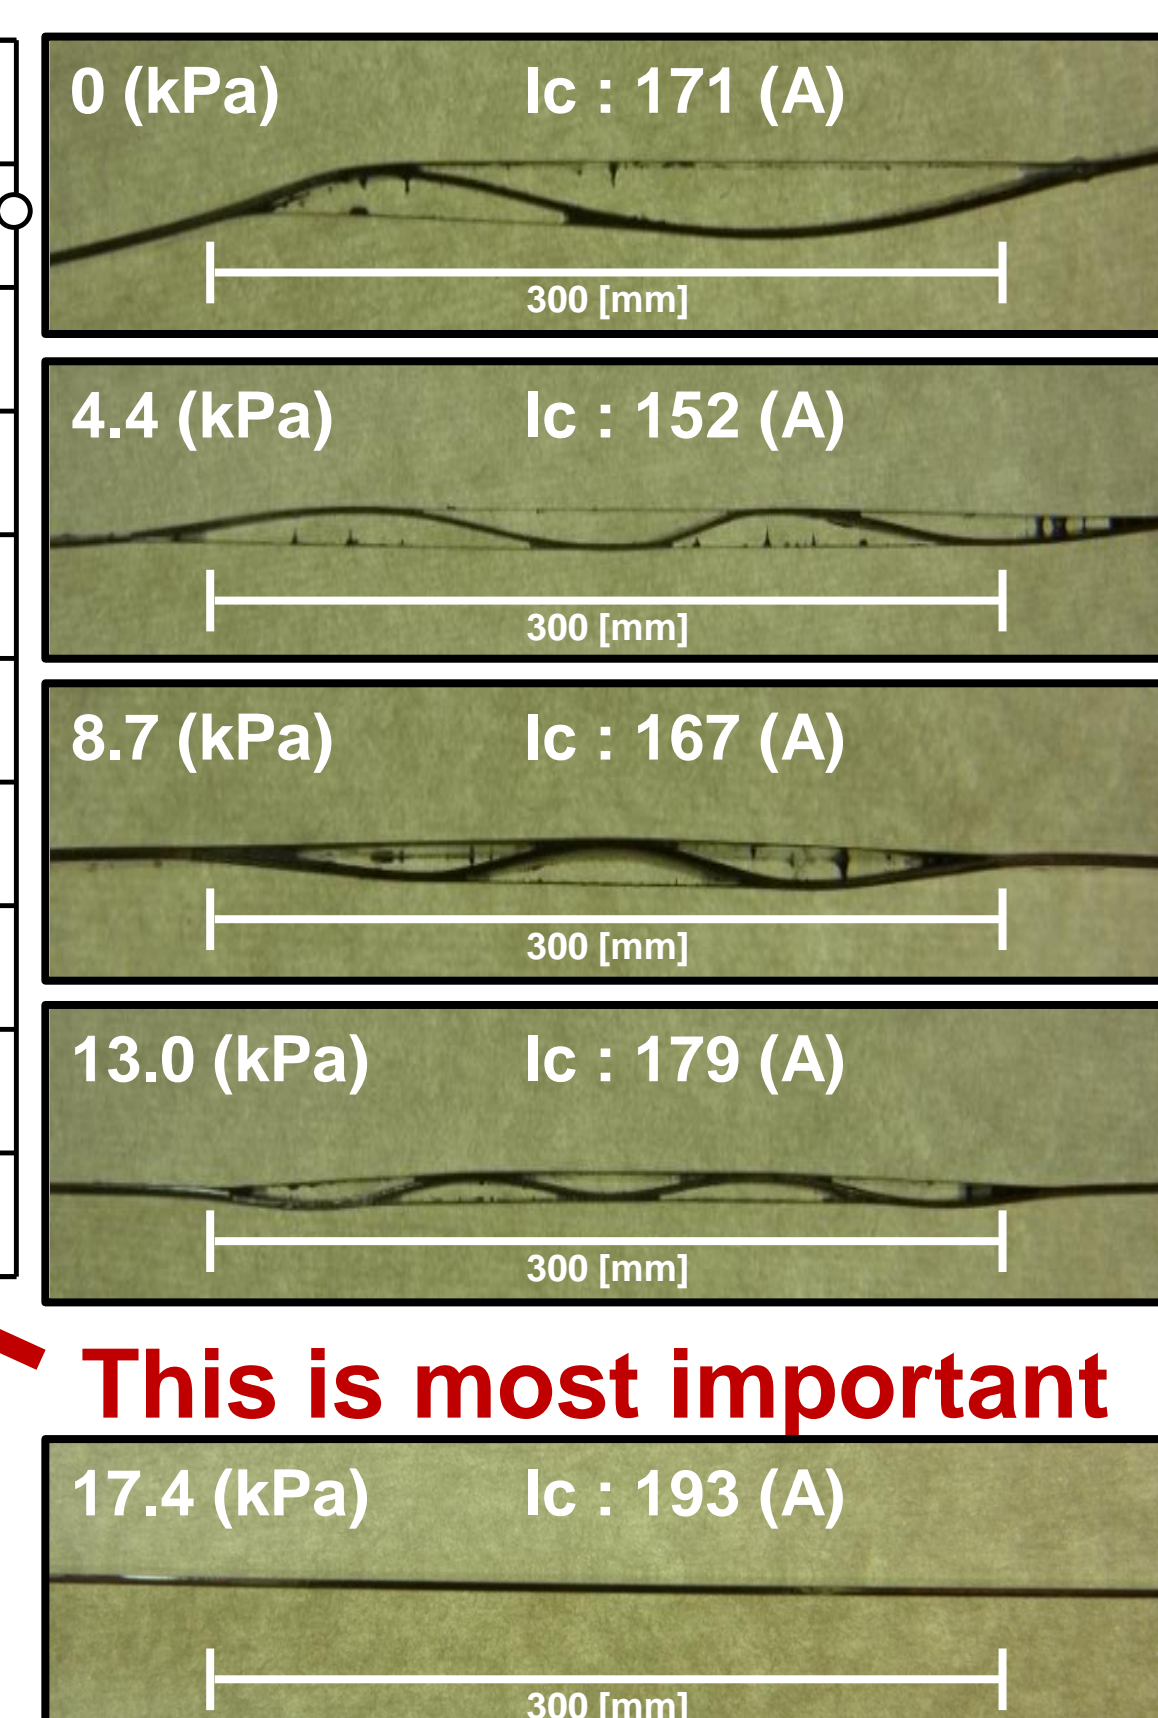 0 (kPa) Ic : 171 (A)
300 [mm]
4.4 (kPa) Ic : 152 (A)
300 [mm]
8.7 (kPa) Ic : 167 (A)
300 [mm]
13.0 (kPa) Ic : 179 (A)
300 [mm]
This is most important
17.4 (kPa) Ic : 193 (A)
300 [mm]